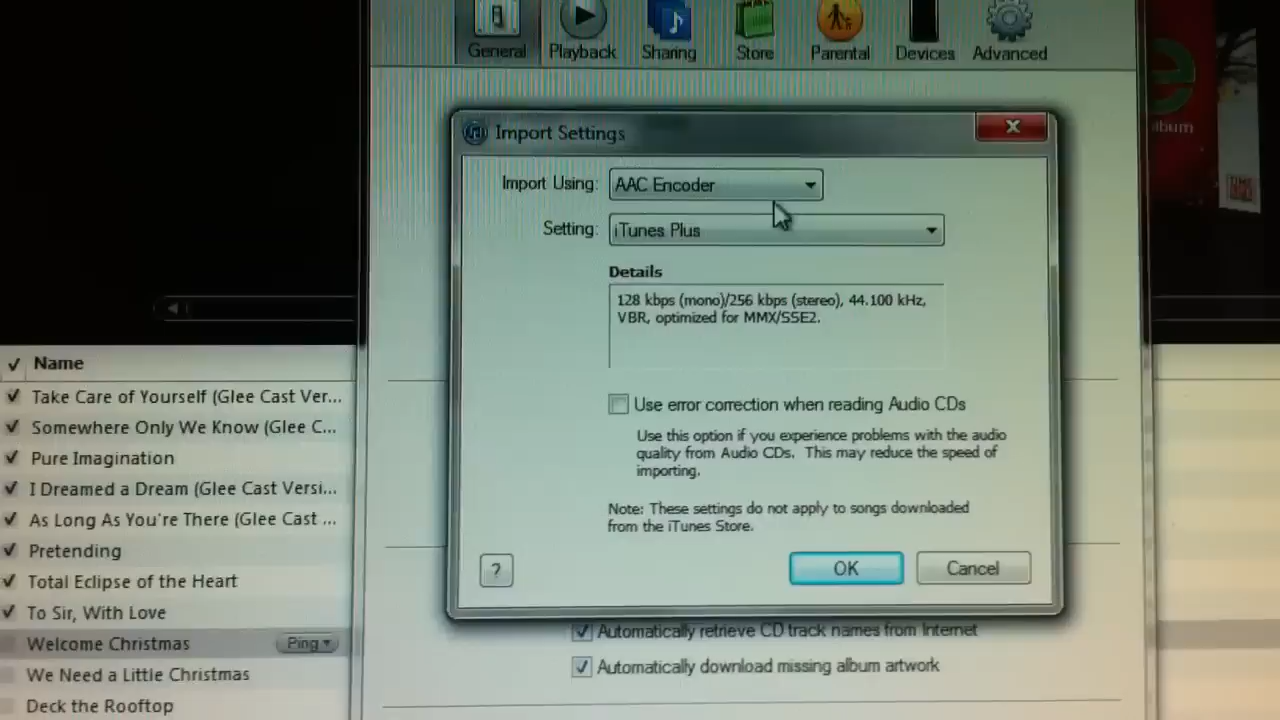 General Playback Sharing Store Parental Devices Advanced
album
Import Settings
Import Using: AAC Encoder
Setting: iTunes Plus
Details
128 kbps (mono)/256 kbps (stereo), 44.100 kHz,
VBR, optimized for MMX/SSE2.
Use error correction when reading Audio CDs
Use this option if you experience problems with the audio
quality from Audio CDs. This may reduce the speed of
importing.
Note: These settings do not apply to songs downloaded
from the iTunes Store.
? OK Cancel
Automatically retrieve CD track names from Internet
Automatically download missing album artwork
Name
Take Care of Yourself (Glee Cast Ver...
Somewhere Only We Know (Glee C...
Pure Imagination
I Dreamed a Dream (Glee Cast Versi...
As Long As You're There (Glee Cast ...
Pretending
Total Eclipse of the Heart
To Sir, With Love
Welcome Christmas Ping
We Need a Little Christmas
Deck the Rooftop